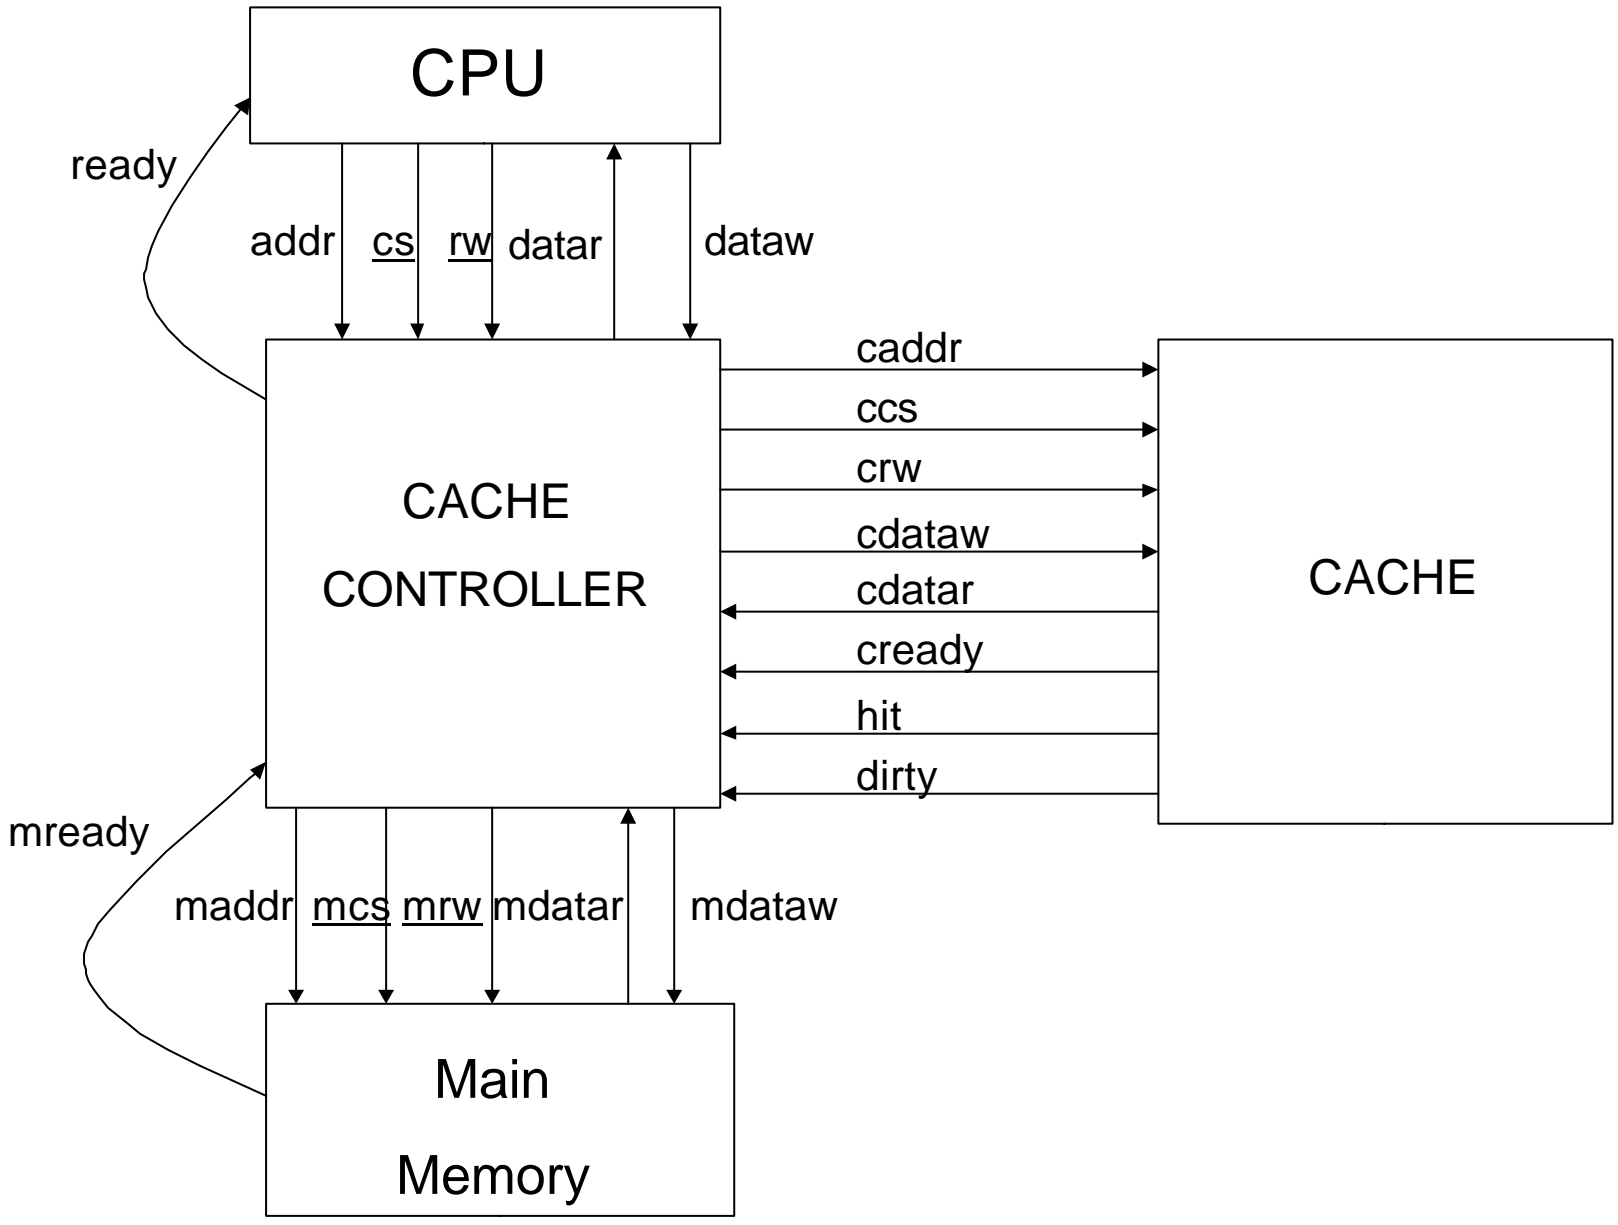 CPU
ready
addr cs rw datar dataw
caddr
ccs
crw
CACHE
cdataw
CONTROLLER
cdatar
CACHE
cready
hit
dirty
mready
maddr mcs mrw mdatar mdataw
Main
Memory